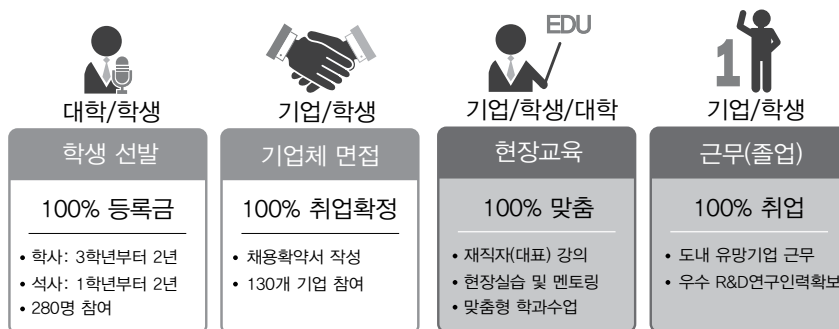 EDU
1
대학/학생
기업/학생
기업/학생/대학
기업/학생
학생 선발
100% 등록금
• 학사: 3학년부터 2년
• 석사: 1학년부터 2년
• 280명 참여
기업체 면접
100% 취업확정
• 채용확약서 작성
• 130개 기업 참여
현장교육
100% 맞춤
• 재직자(대표) 강의
• 현장실습 및 멘토링
• 맞춤형 학과수업
근무(졸업)
100% 취업
• 도내 유망기업 근무
• 우수 R&D연구인력확보